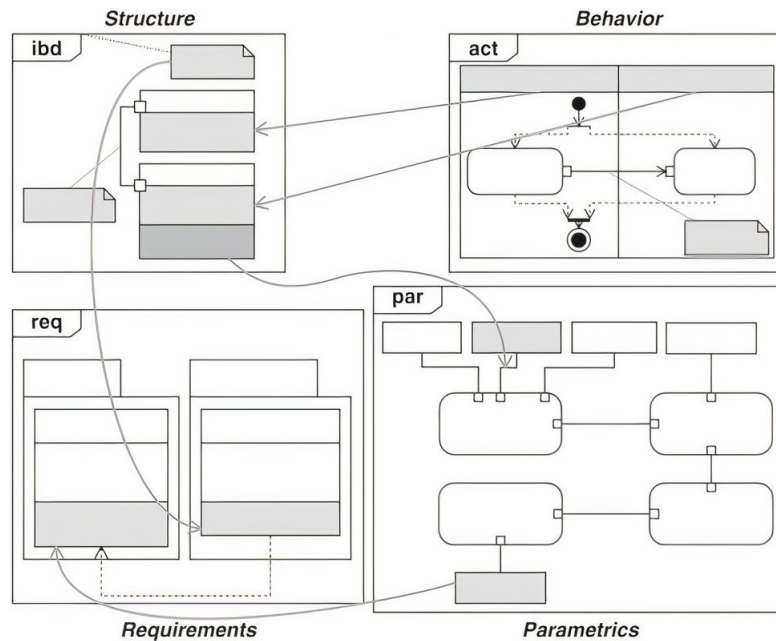 Structure
Behavior
ibd
act
req
par
Requirements
Parametrics